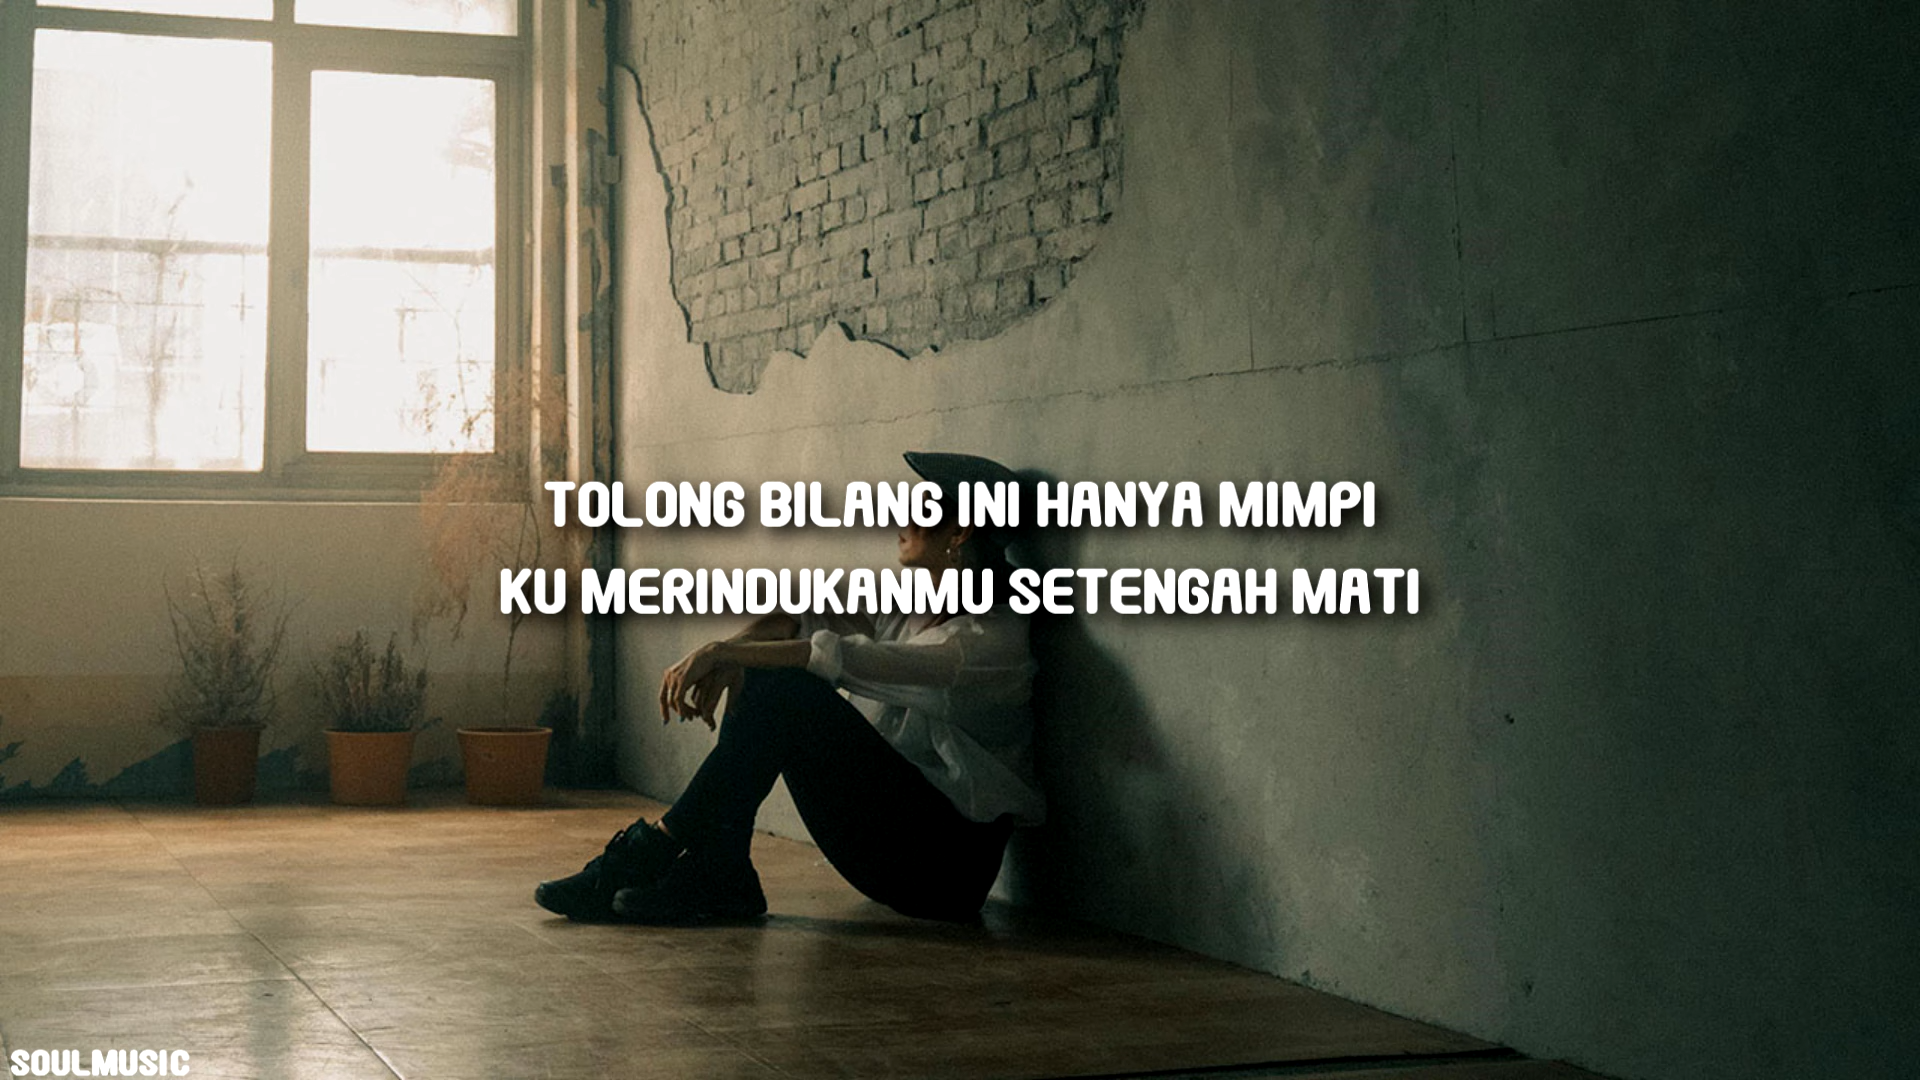 TOLONG BILANG INI HANYA MIMPI
KU MERINDUKANMU SETENGAH MATI
SOULMUSIC